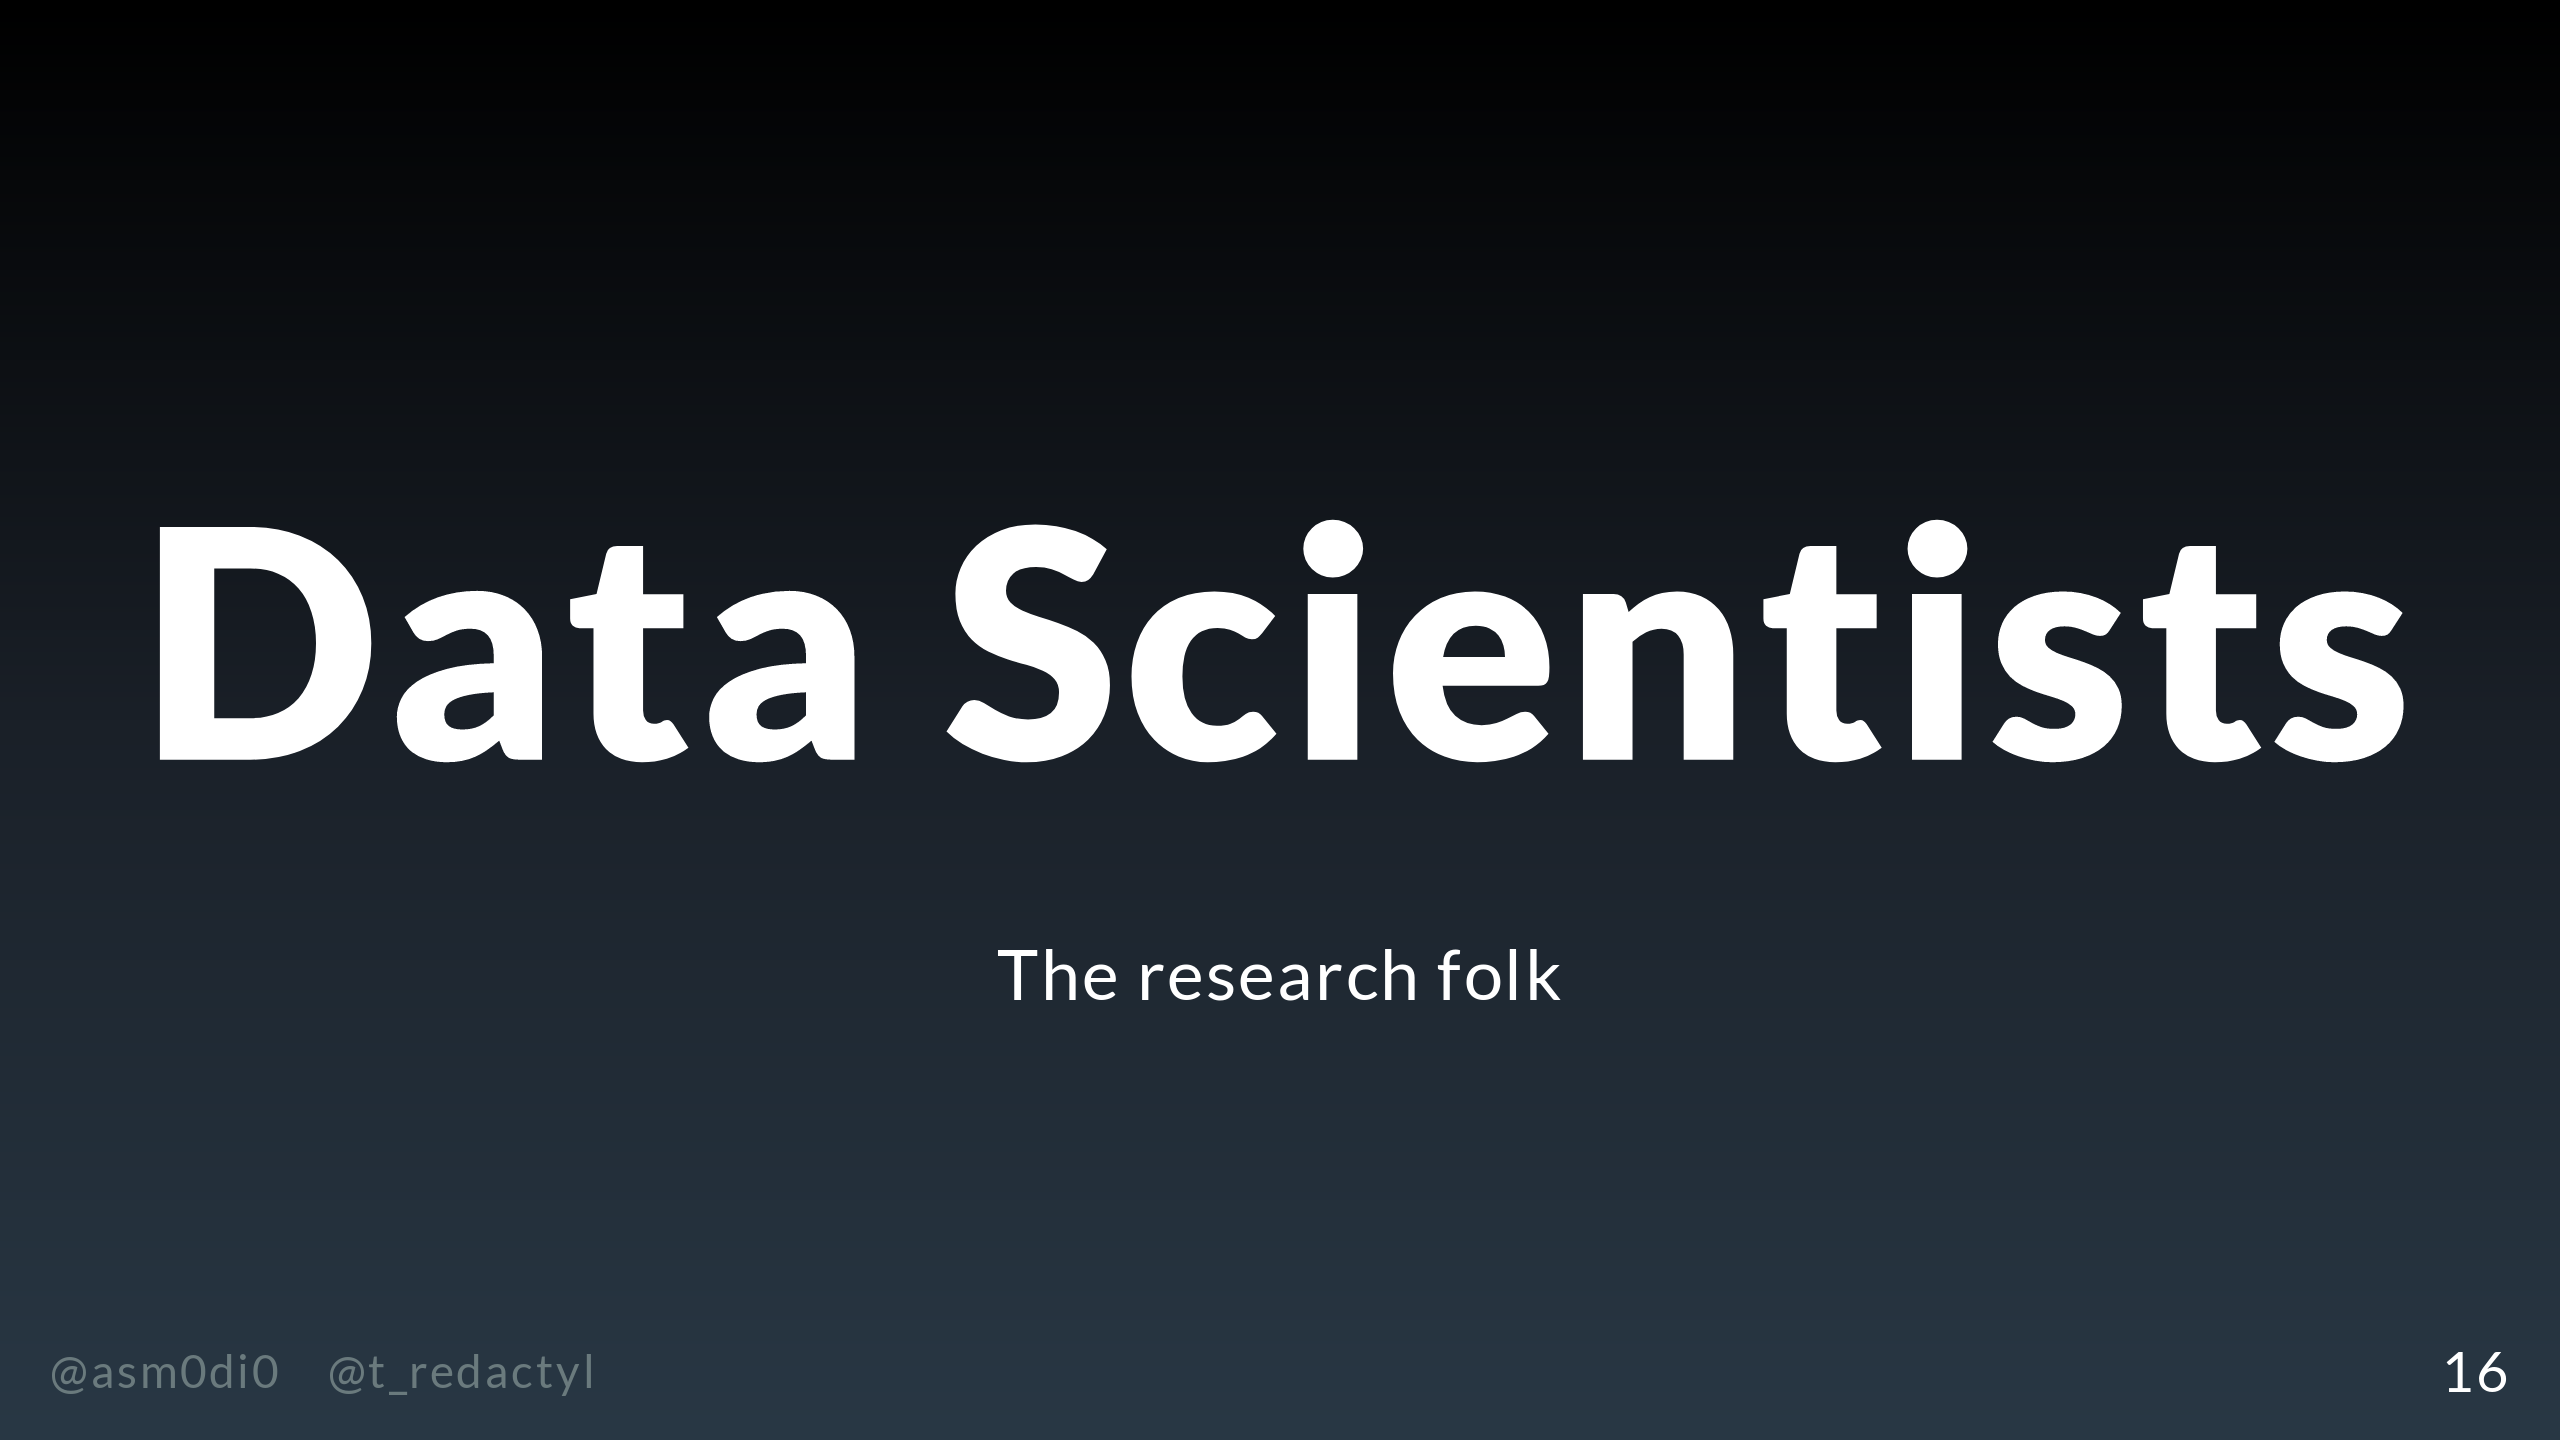 Data Scientists
The research folk
@asm0di0 @t_redactyl
16